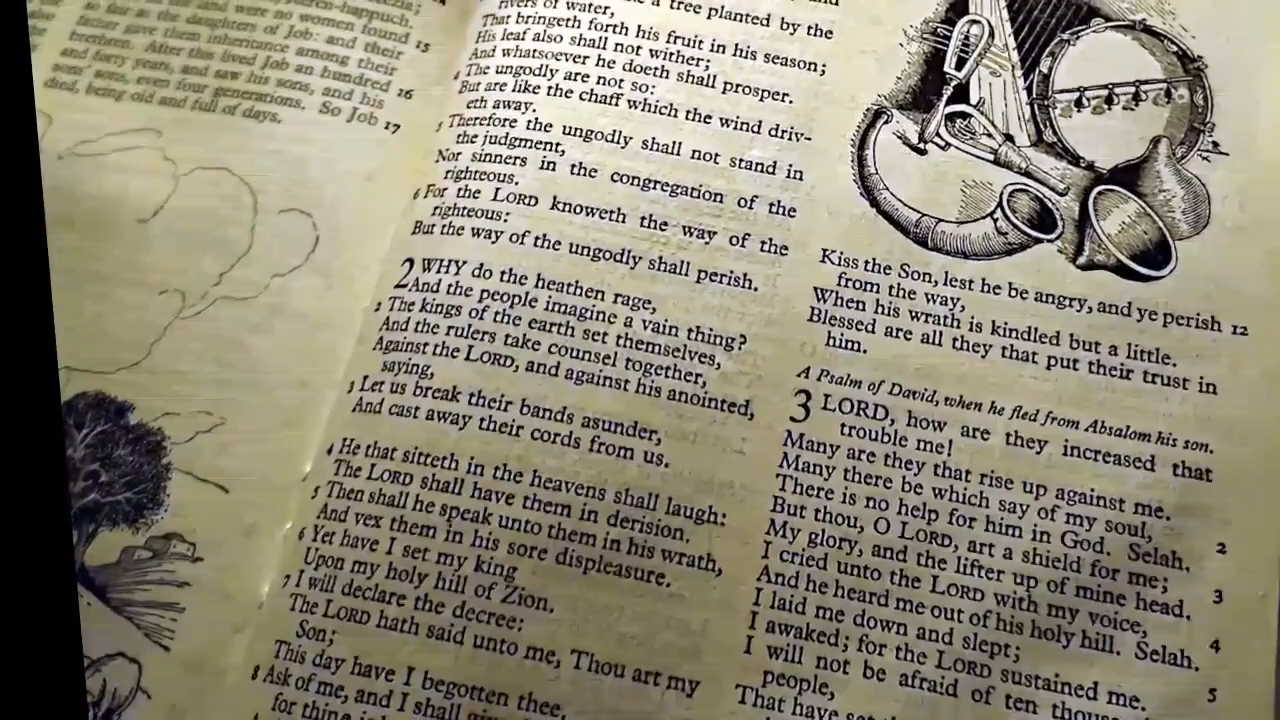 and were no women found 15
so fair as the daughters of Job: and their
father gave them inheritance among their
brethren. After this lived Job an hundred 16
and forty years, and saw his sons, and his
sons' sons, even four generations. So Job 17
died, being old and full of days.
a tree planted by the
rivers of water,
That bringeth forth his fruit in his season;
His leaf also shall not wither;
And whatsoever he doeth shall prosper.
4 The ungodly are not so:
But are like the chaff which the wind driv-
eth away.
5 Therefore the ungodly shall not stand in
the judgment,
Nor sinners in the congregation of the
righteous.
6 For the LORD knoweth the way of the
righteous:
But the way of the ungodly shall perish.
2 WHY do the heathen rage,
And the people imagine a vain thing?
2 The kings of the earth set themselves,
And the rulers take counsel together,
Against the LORD, and against his anointed,
saying,
3 Let us break their bands asunder,
And cast away their cords from us.
4 He that sitteth in the heavens shall laugh:
The LORD shall have them in derision.
5 Then shall he speak unto them in his wrath,
And vex them in his sore displeasure.
6 Yet have I set my king
Upon my holy hill of Zion.
7 I will declare the decree:
The LORD hath said unto me, Thou art my
Son;
This day have I begotten thee.
8 Ask of me, and I shall
Kiss the Son, lest he be angry, and ye perish 12
from the way,
When his wrath is kindled but a little.
Blessed are all they that put their trust in
him.
A Psalm of David, when he fled from Absalom his son.
3 LORD, how are they increased that
trouble me!
Many are they that rise up against me.
Many there be which say of my soul, 2
There is no help for him in God. Selah.
But thou, O LORD, art a shield for me; 3
My glory, and the lifter up of mine head.
I cried unto the LORD with my voice, 4
And he heard me out of his holy hill. Selah.
I laid me down and slept; 5
I awaked; for the LORD sustained me.
I will not be afraid of ten
people,
That have set